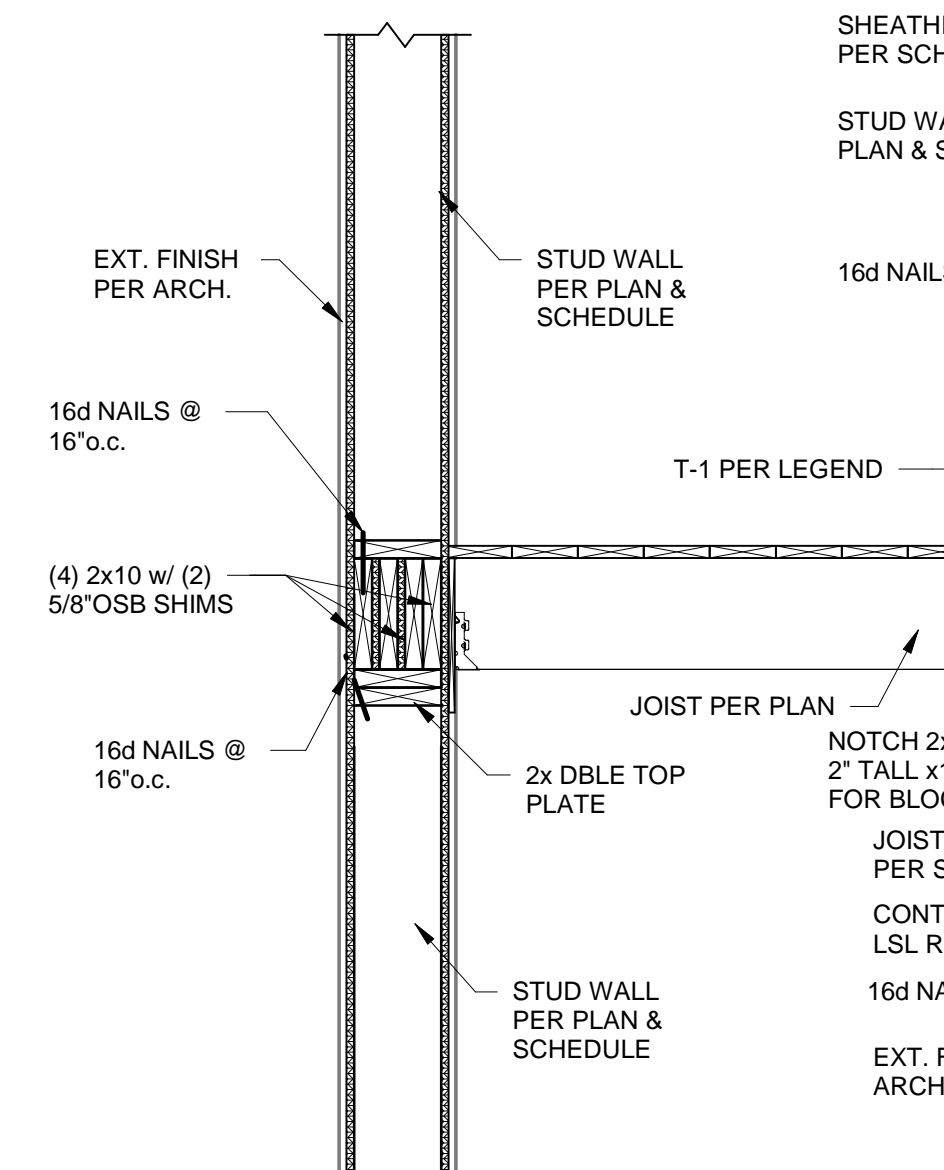 SHEATH
PER SCH
STUD WA
PLAN & S
EXT. FINISH
PER ARCH.
STUD WALL
PER PLAN &
SCHEDULE
16d NAILS
16d NAILS @
16"o.c.
T-1 PER LEGEND
(4) 2x10 w/ (2)
5/8"OSB SHIMS
JOIST PER PLAN
16d NAILS @
16"o.c.
2x DBLE TOP
PLATE
NOTCH 2x
2" TALL x1
FOR BLO
JOIST
PER S
CONT
LSL R
16d NA
STUD WALL
PER PLAN &
SCHEDULE
EXT. F
ARCH